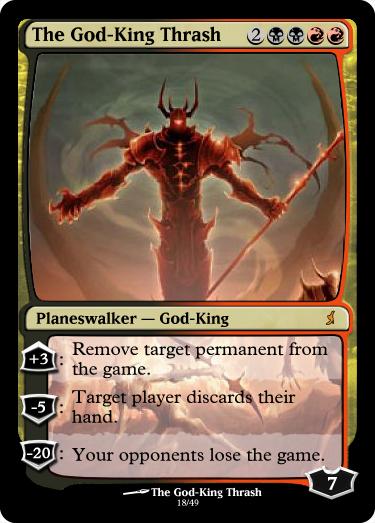 The God-King Thrash 2
Planeswalker — God-King
+3: Remove target permanent from
the game.
-5: Target player discards their
hand.
-20: Your opponents lose the game.
7
The God-King Thrash
18/49